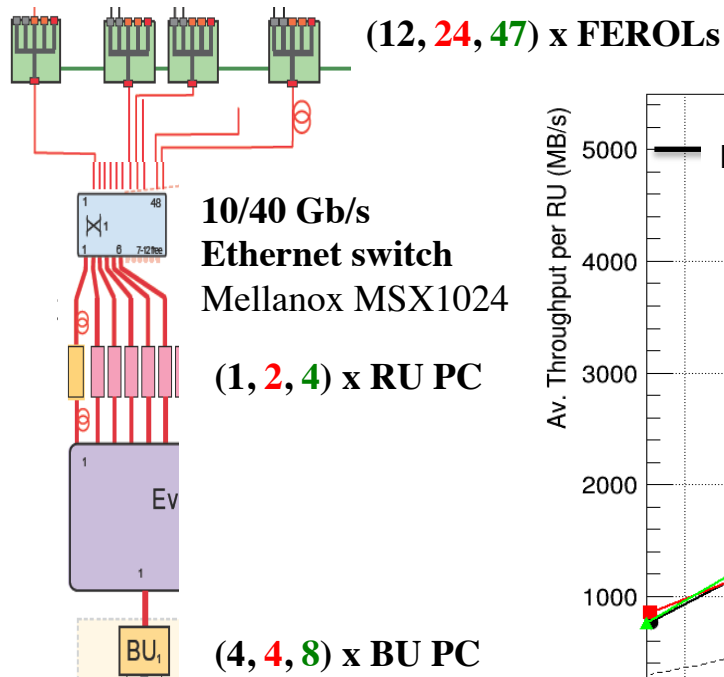 (12, 24, 47) x FEROLs
1 48
1
1 6 7-12 free
10/40 Gb/s
Ethernet switch
Mellanox MSX1024
(1, 2, 4) x RU PC
1
Ev
1
BU1
(4, 4, 8) x BU PC
Av. Throughput per RU (MB/s)
5000
4000
3000
2000
1000